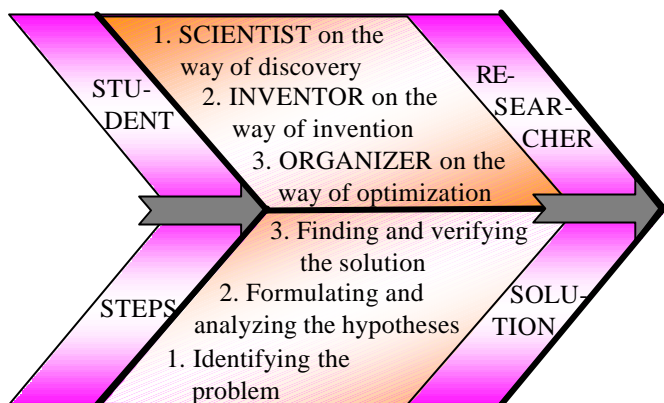 STU-
DENT
1. SCIENTIST on the
way of discovery
2. INVENTOR on the
way of invention
3. ORGANIZER on the
way of optimization
RE-
SEAR-
CHER
STEPS
3. Finding and verifying
the solution
2. Formulating and
analyzing the hypotheses
1. Identifying the
problem
SOLU-
TION